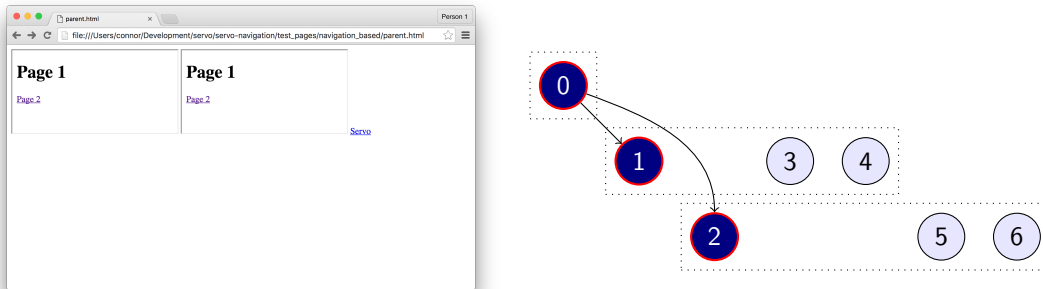 parent.html
Person 1
file:///Users/connor/Development/servo/servo-navigation/test_pages/navigation_based/parent.html
Page 1 Page 1
Page 2 Page 2
Servo
0
1 3 4
2 5 6